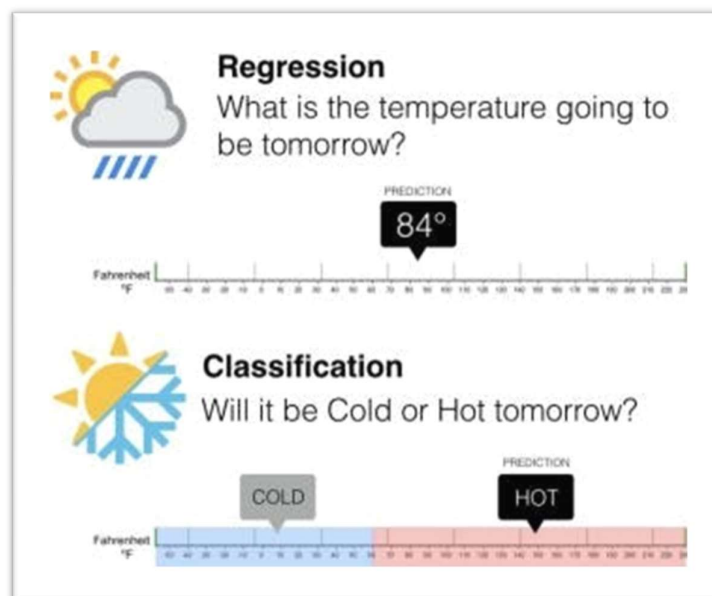 Regression
What is the temperature going to
be tomorrow?
PREDICTION
84°
Fahrenheit
°F
Classification
Will it be Cold or Hot tomorrow?
PREDICTION
COLD
HOT
Fahrenheit
°F